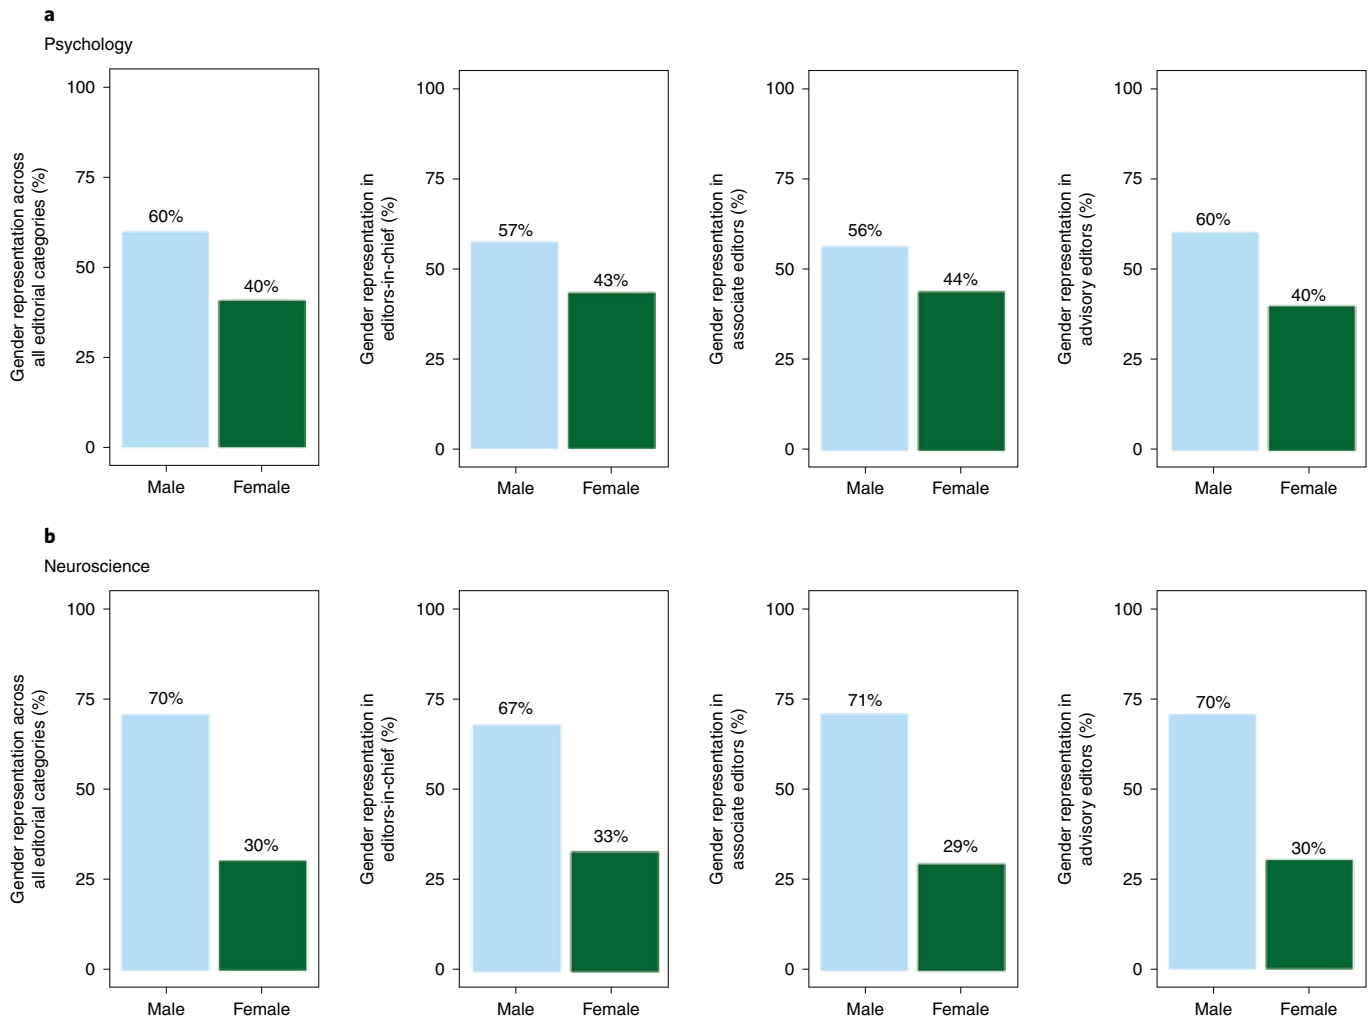 a
Psychology
Gender representation across
all editorial categories (%)
100
75
50
25
0
60%
40%
Male Female
Gender representation in
editors-in-chief (%)
100
75
50
25
0
57%
43%
Male Female
Gender representation in
associate editors (%)
100
75
50
25
0
56%
44%
Male Female
Gender representation in
advisory editors (%)
100
75
50
25
0
60%
40%
Male Female
b
Neuroscience
Gender representation across
all editorial categories (%)
100
75
50
25
0
70%
30%
Male Female
Gender representation in
editors-in-chief (%)
100
75
50
25
0
67%
33%
Male Female
Gender representation in
associate editors (%)
100
75
50
25
0
71%
29%
Male Female
Gender representation in
advisory editors (%)
100
75
50
25
0
70%
30%
Male Female